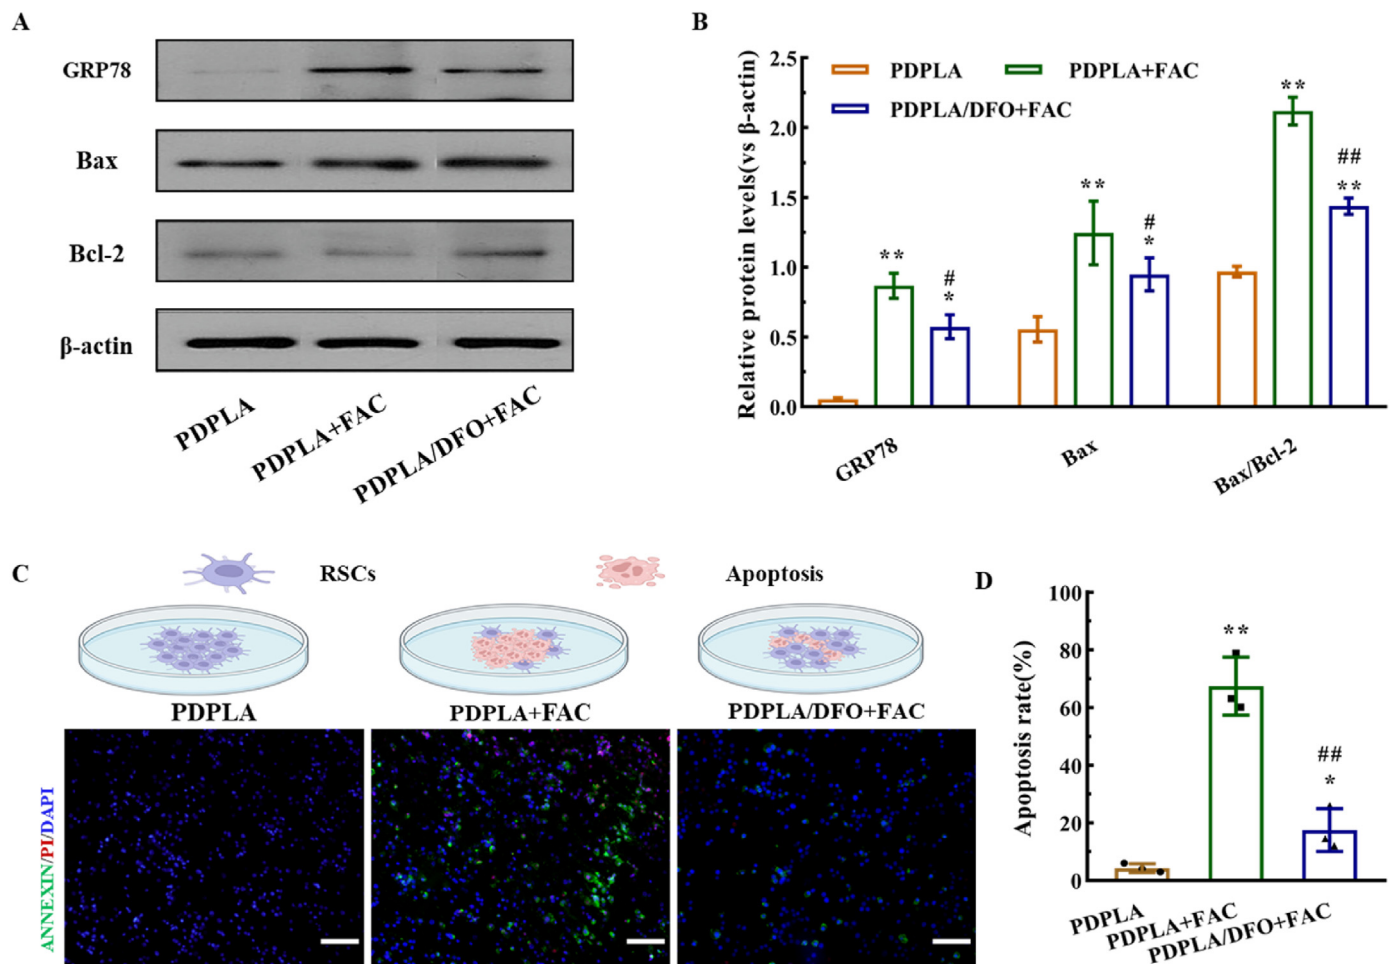 A
GRP78
Bax
Bcl-2
β-actin
PDPLA
PDPLA+FAC
PDPLA/DFO+FAC
B
Relative protein levels(vs β-actin)
2.5
2.0
1.5
1.0
0.5
0.0
PDPLA
PDPLA+FAC
PDPLA/DFO+FAC
**
#
*
**
#
*
**
##
**
GRP78
Bax
Bax/Bcl-2
C
RSCs
Apoptosis
PDPLA
PDPLA+FAC
PDPLA/DFO+FAC
ANNEXIN/PI/DAPI
D
Apoptosis rate(%)
100
80
60
40
20
0
**
##
*
PDPLA
PDPLA+FAC
PDPLA/DFO+FAC